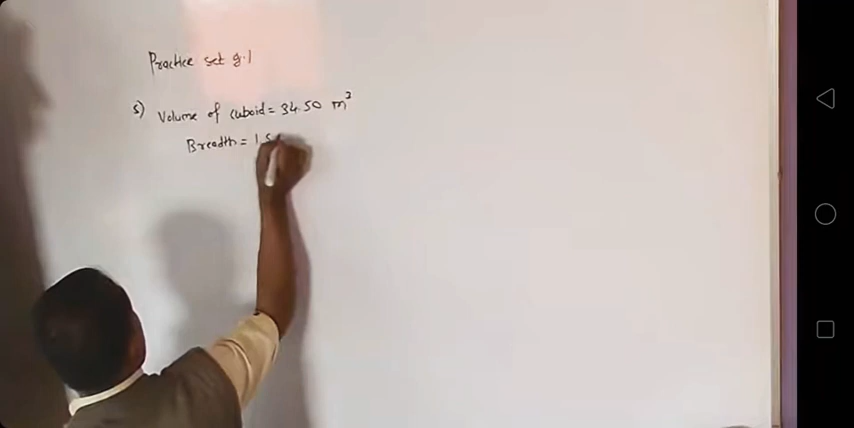 Practice set 9.1
5) Volume of cuboid = 34.50 m³
Breadth = 1.5